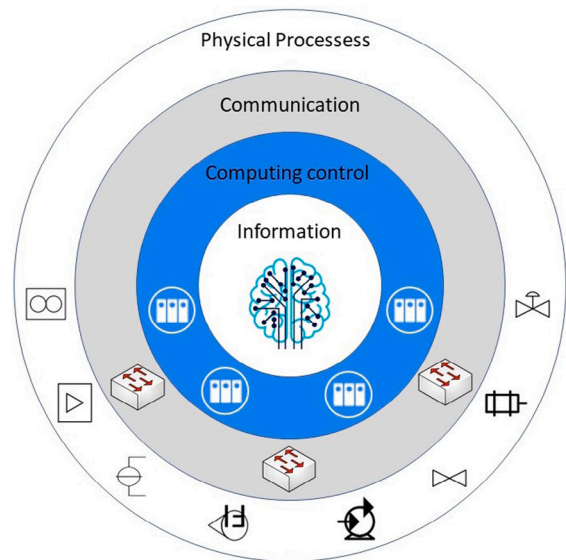 Physical Processess
Communication
Computing control
Information